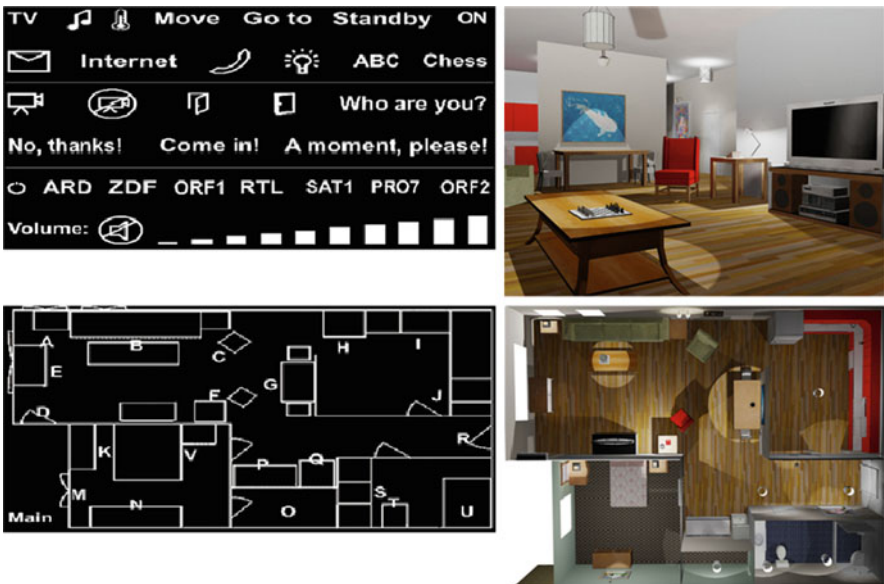 TV Move Go to Standby ON
Internet ABC Chess
Who are you?
No, thanks! Come in! A moment, please!
ARD ZDF ORF1 RTL SAT1 PRO7 ORF2
Volume:
A B C H I
E
F G J
D
K V R
P Q
M N O S T U
Main